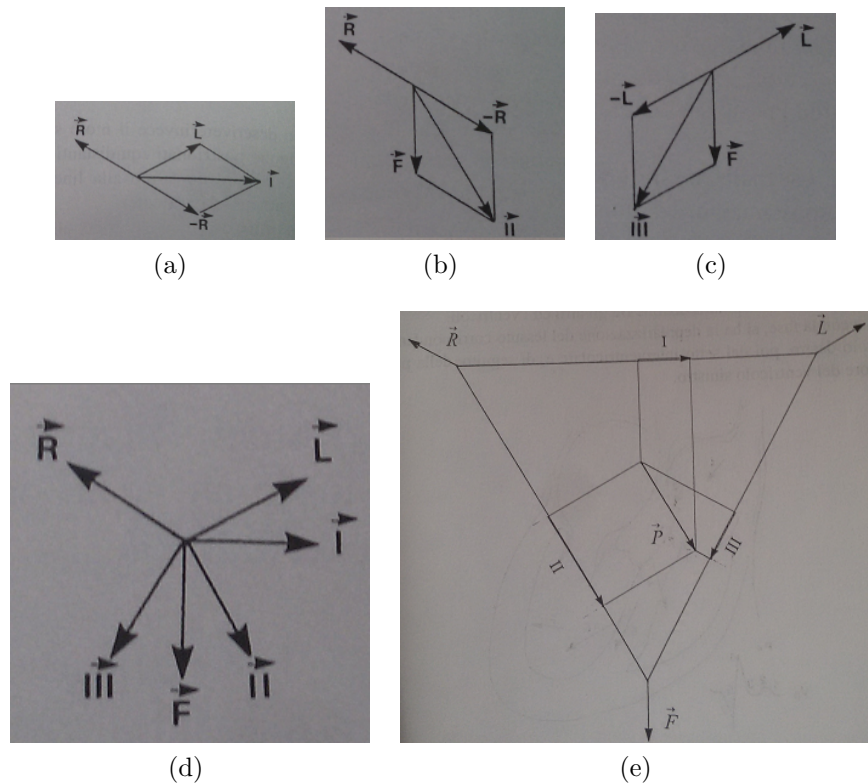 R L I -R
(a)
R -R F II
(b)
L -L F III
(c)
R L I III F II
(d)
R L I P II III F
(e)